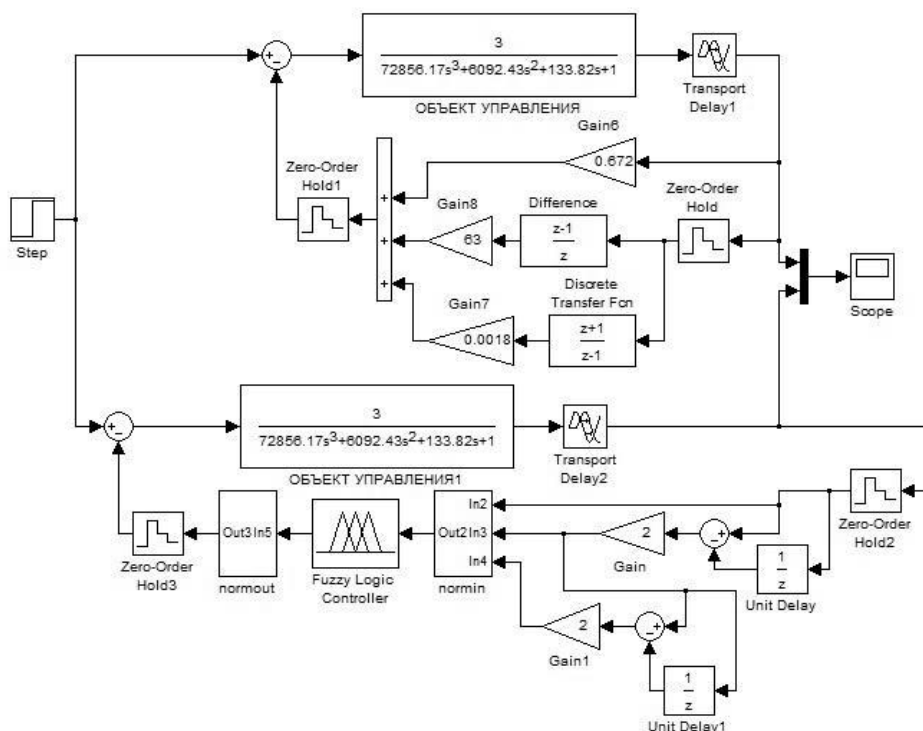 3
72856.17s³+6092.43s²+133.82s+1
ОБЪЕКТ УПРАВЛЕНИЯ
Transport
Delay1
Gain6
0.672
Zero-Order
Hold1
Gain8
63
Difference
z-1
z
Zero-Order
Hold
Step
Discrete
Transfer Fcn
z+1
z-1
Gain7
0.0018
Scope
3
72856.17s³+6092.43s²+133.82s+1
ОБЪЕКТ УПРАВЛЕНИЯ1
Transport
Delay2
Zero-Order
Hold3
Out3 In5
normout
Fuzzy Logic
Controller
In2
Out2 In3
In4
normin
2
Gain
1
z
Unit Delay
Zero-Order
Hold2
2
Gain1
1
z
Unit Delay1